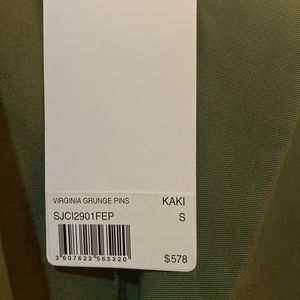 VIRGINIA GRUNGE PINS KAKI
SJCI2901FEP S
3 607622 565220 $578